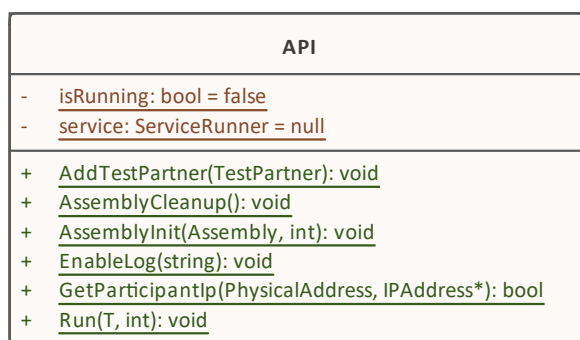 API
- isRunning: bool = false
- service: ServiceRunner = null
+ AddTestPartner(TestPartner): void
+ AssemblyCleanup(): void
+ AssemblyInit(Assembly, int): void
+ EnableLog(string): void
+ GetParticipantIp(PhysicalAddress, IPAddress*): bool
+ Run(T, int): void